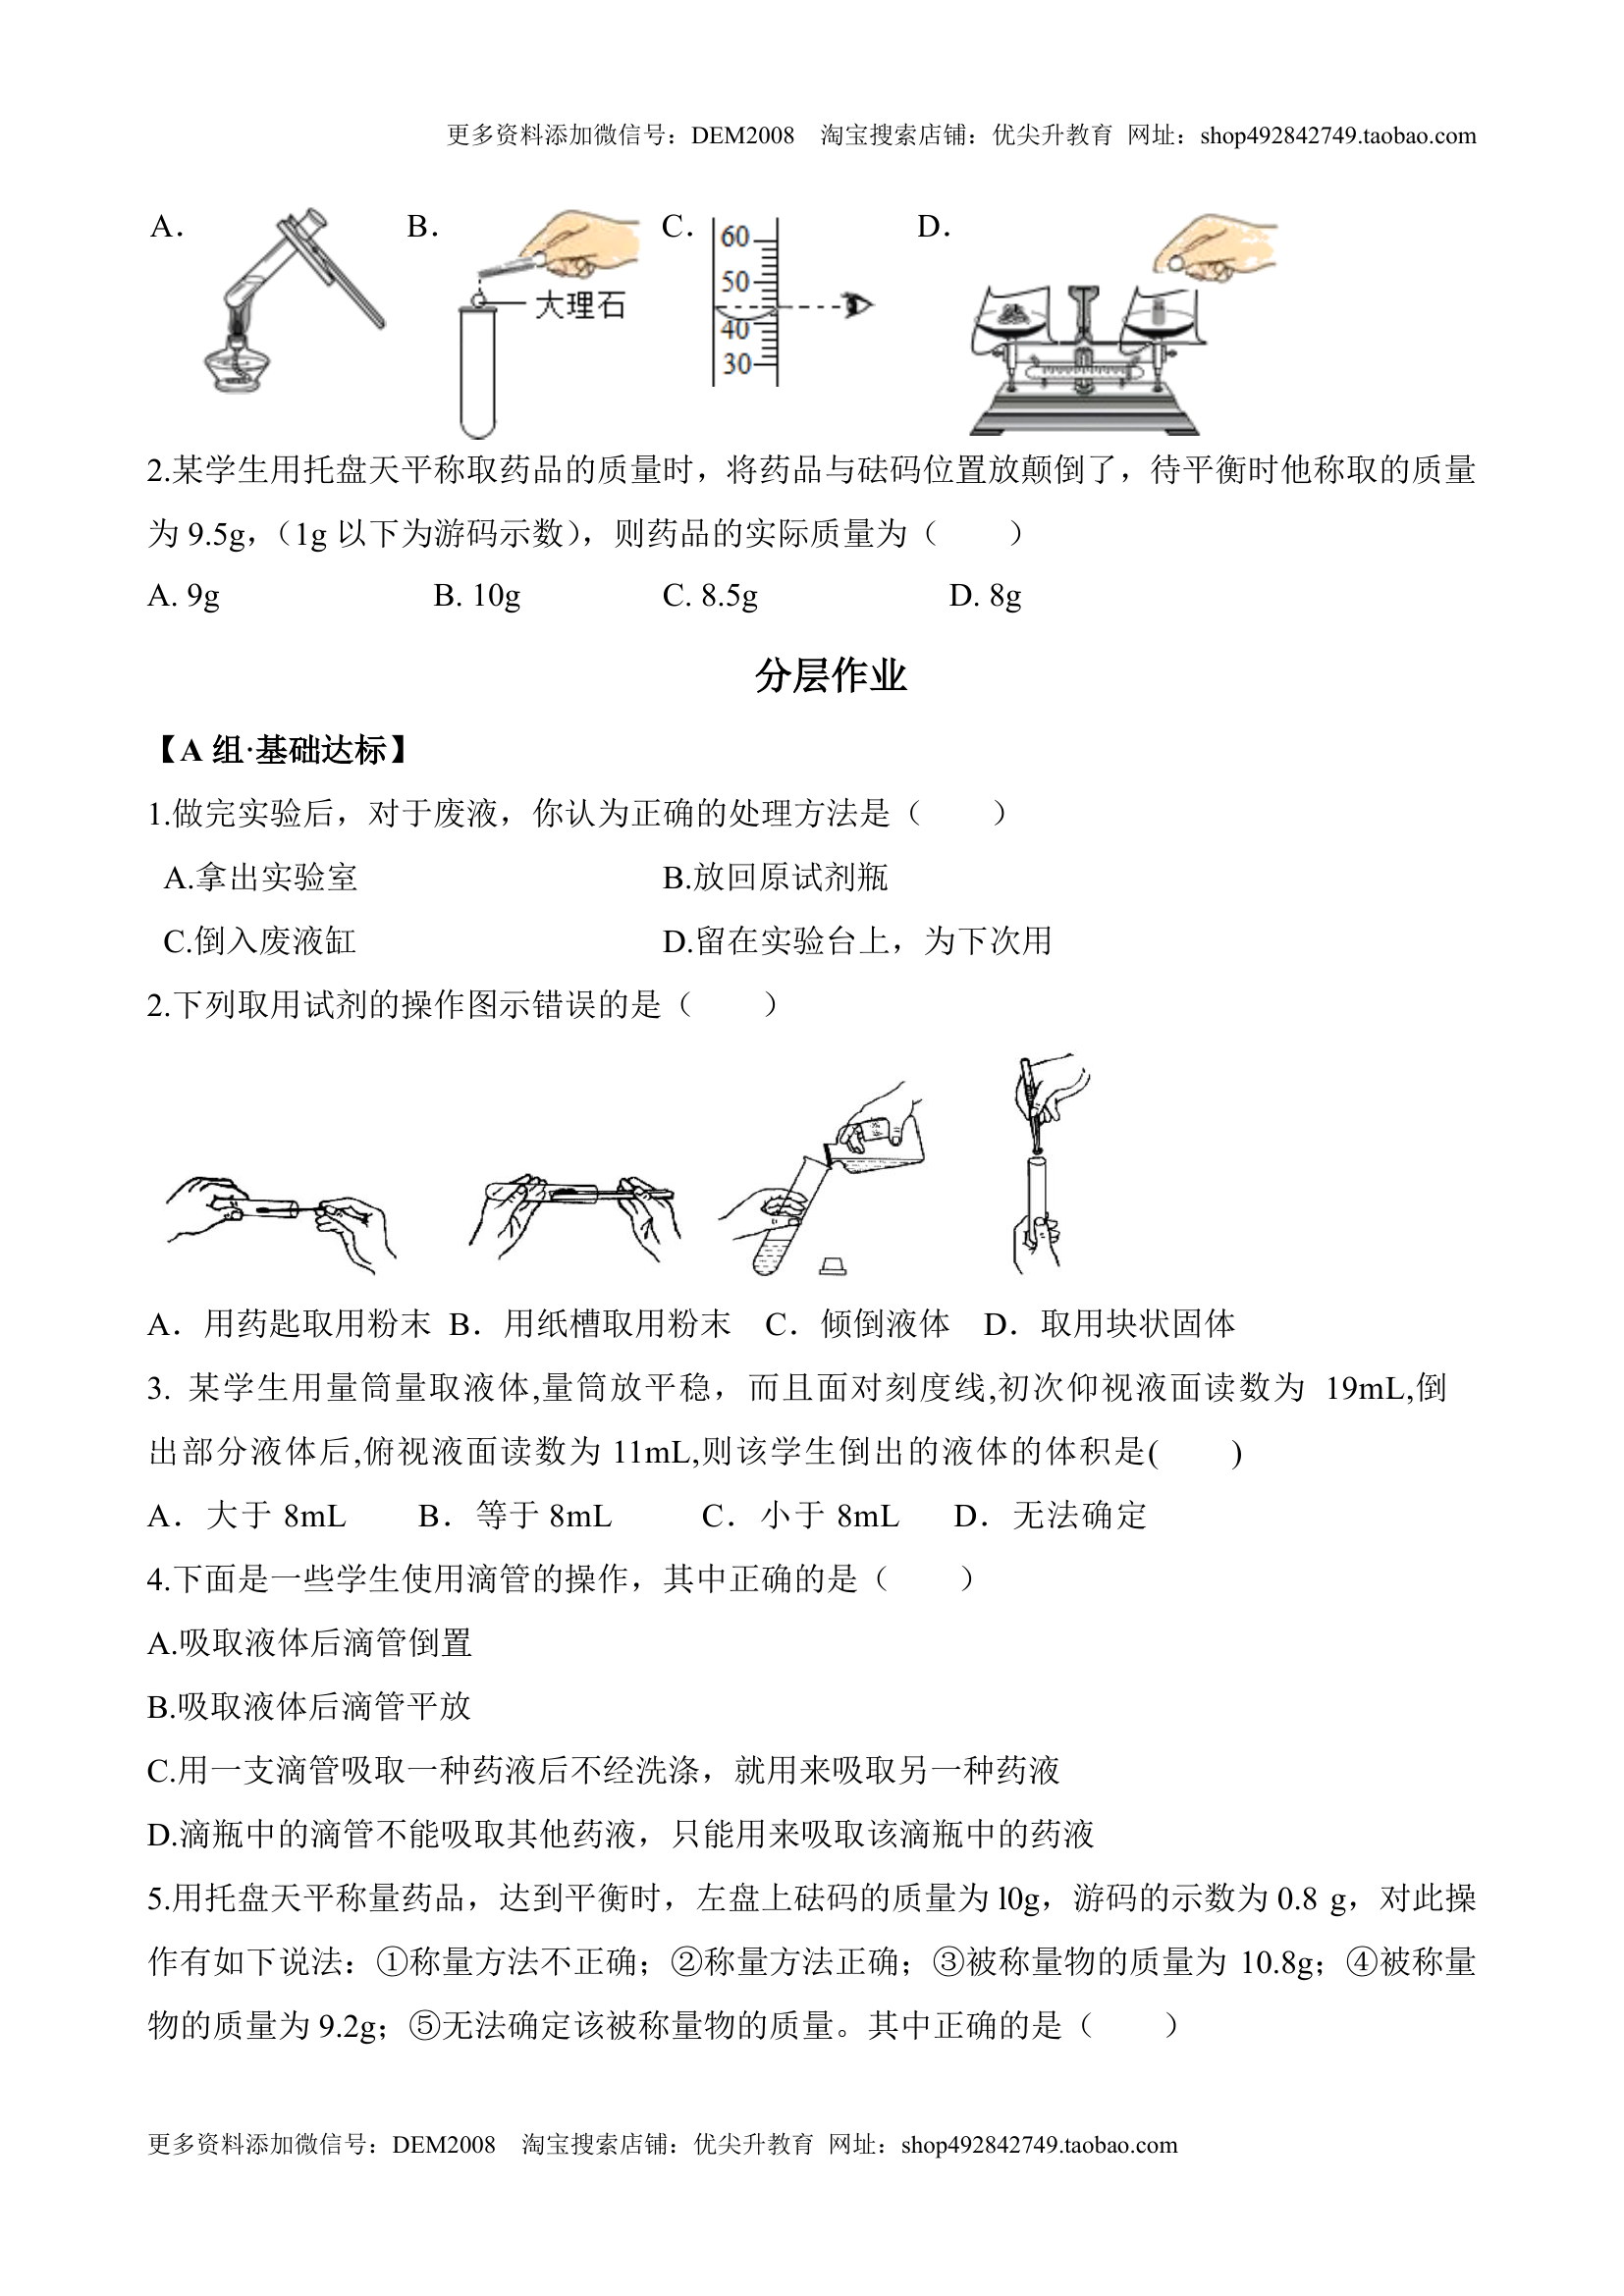 更多资料添加微信号：DEM2008 淘宝搜索店铺：优尖升教育 网址：shop492842749.taobao.com
A． B． C． D．
大理石
60
50
40
30
2.某学生用托盘天平称取药品的质量时，将药品与砝码位置放颠倒了，待平衡时他称取的质量
为 9.5g，（1g 以下为游码示数），则药品的实际质量为（ ）
A. 9g B. 10g C. 8.5g D. 8g
分层作业
【A 组·基础达标】
1.做完实验后，对于废液，你认为正确的处理方法是（ ）
A.拿出实验室 B.放回原试剂瓶
C.倒入废液缸 D.留在实验台上，为下次用
2.下列取用试剂的操作图示错误的是（ ）
A．用药匙取用粉末 B．用纸槽取用粉末 C．倾倒液体 D．取用块状固体
3. 某学生用量筒量取液体,量筒放平稳，而且面对刻度线,初次仰视液面读数为 19mL,倒
出部分液体后,俯视液面读数为 11mL,则该学生倒出的液体的体积是( )
A．大于 8mL B．等于 8mL C．小于 8mL D．无法确定
4.下面是一些学生使用滴管的操作，其中正确的是（ ）
A.吸取液体后滴管倒置
B.吸取液体后滴管平放
C.用一支滴管吸取一种药液后不经洗涤，就用来吸取另一种药液
D.滴瓶中的滴管不能吸取其他药液，只能用来吸取该滴瓶中的药液
5.用托盘天平称量药品，达到平衡时，左盘上砝码的质量为 l0g，游码的示数为 0.8 g，对此操
作有如下说法：①称量方法不正确；②称量方法正确；③被称量物的质量为 10.8g；④被称量
物的质量为 9.2g；⑤无法确定该被称量物的质量。其中正确的是（ ）
更多资料添加微信号：DEM2008 淘宝搜索店铺：优尖升教育 网址：shop492842749.taobao.com